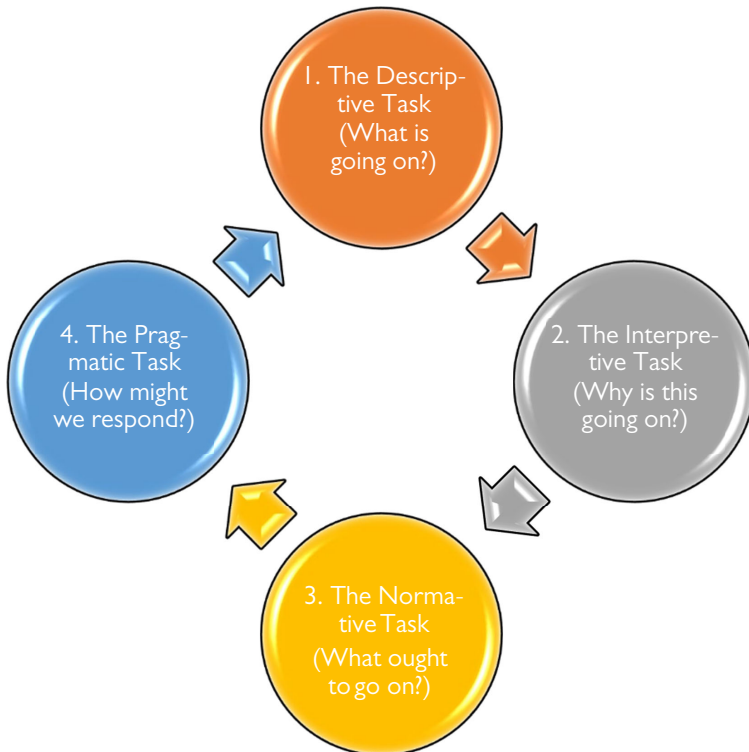 1. The Descrip-
tive Task
(What is
going on?)
2. The Interpre-
tive Task
(Why is this
going on?)
3. The Norma-
tive Task
(What ought
to go on?)
4. The Prag-
matic Task
(How might
we respond?)